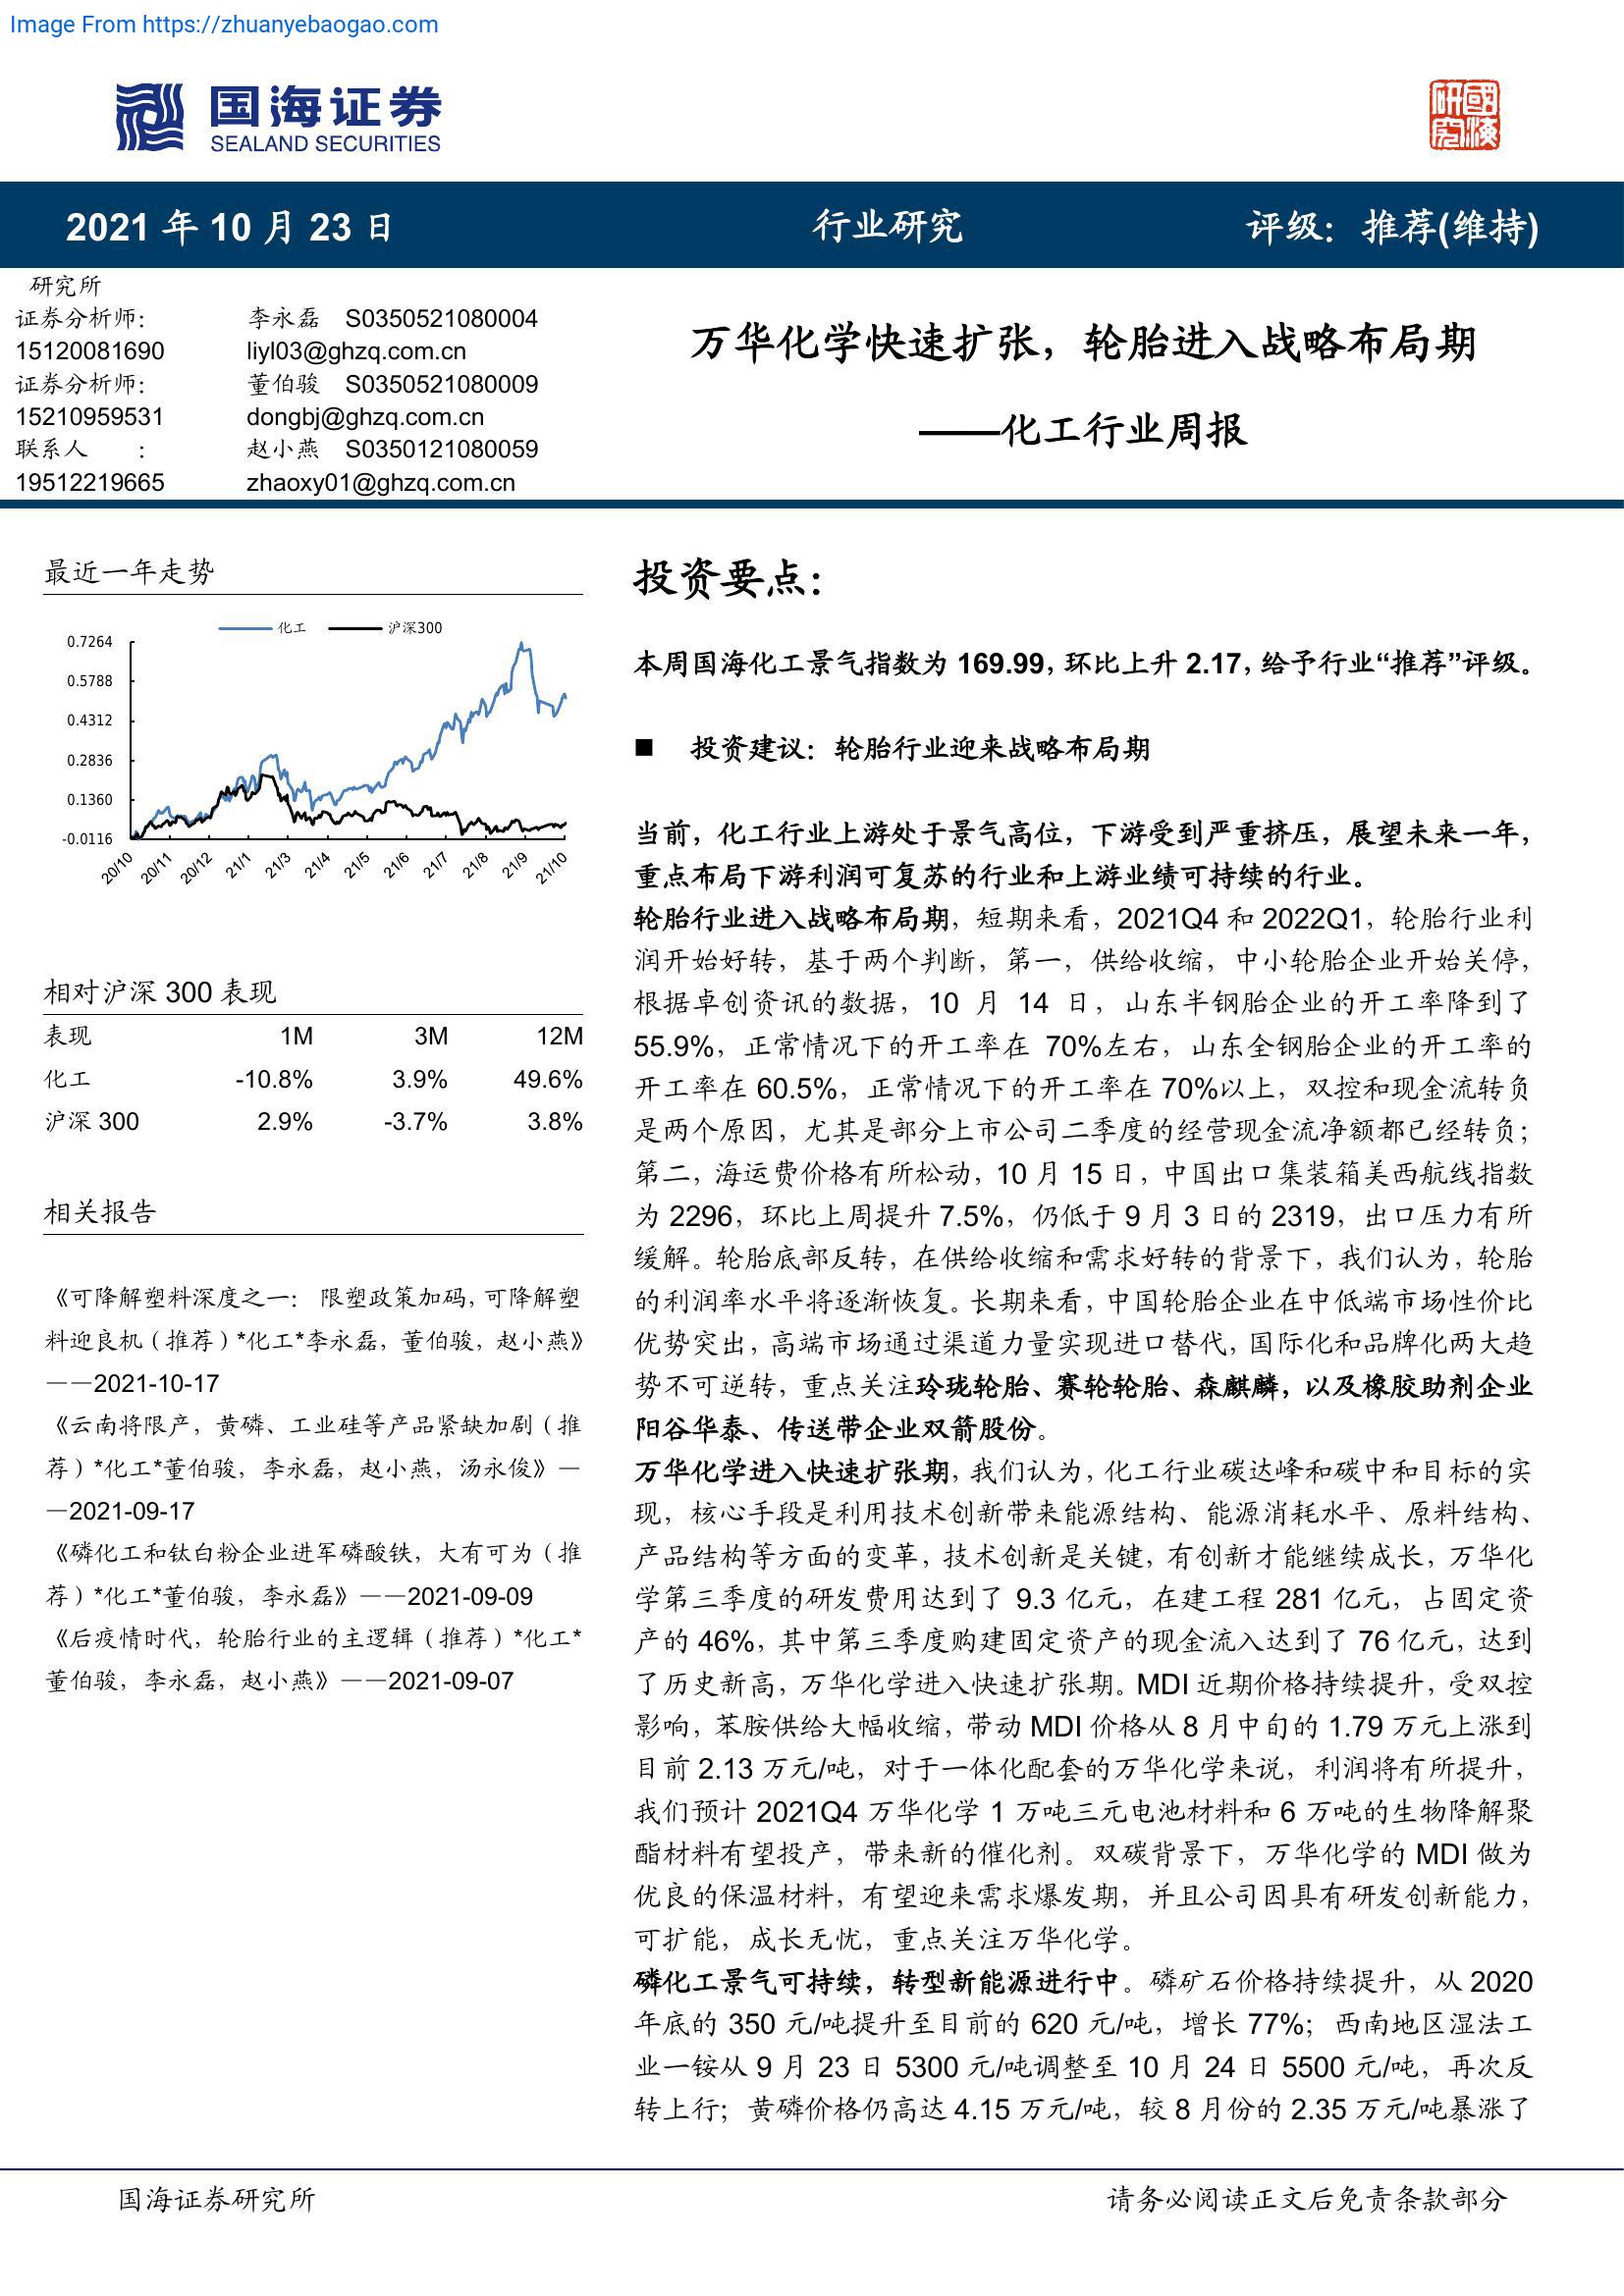 Image From https://zhuanyebaogao.com
国海证券
SEALAND SECURITIES
研國
究海
2021 年 10 月 23 日
行业研究
评级：推荐(维持)
研究所
证券分析师：
李永磊 S0350521080004
15120081690
liyl03@ghzq.com.cn
证券分析师：
董伯骏 S0350521080009
15210959531
dongbj@ghzq.com.cn
联系人 ：
赵小燕 S0350121080059
19512219665
zhaoxy01@ghzq.com.cn
万华化学快速扩张，轮胎进入战略布局期
——化工行业周报
最近一年走势
化工
沪深300
0.7264
0.5788
0.4312
0.2836
0.1360
-0.0116
20/10
20/11
20/12
21/1
21/3
21/4
21/5
21/6
21/7
21/8
21/9
21/10
相对沪深 300 表现
表现 1M 3M 12M
化工 -10.8% 3.9% 49.6%
沪深 300 2.9% -3.7% 3.8%
相关报告
《可降解塑料深度之一： 限塑政策加码，可降解塑
料迎良机（推荐）*化工*李永磊，董伯骏，赵小燕》
——2021-10-17
《云南将限产，黄磷、工业硅等产品紧缺加剧（推
荐）*化工*董伯骏，李永磊，赵小燕，汤永俊》—
—2021-09-17
《磷化工和钛白粉企业进军磷酸铁，大有可为（推
荐）*化工*董伯骏，李永磊》——2021-09-09
《后疫情时代，轮胎行业的主逻辑（推荐）*化工*
董伯骏，李永磊，赵小燕》——2021-09-07
投资要点：
本周国海化工景气指数为 169.99，环比上升 2.17，给予行业“推荐”评级。
■ 投资建议：轮胎行业迎来战略布局期
当前，化工行业上游处于景气高位，下游受到严重挤压，展望未来一年，
重点布局下游利润可复苏的行业和上游业绩可持续的行业。
轮胎行业进入战略布局期，短期来看，2021Q4 和 2022Q1，轮胎行业利
润开始好转，基于两个判断，第一，供给收缩，中小轮胎企业开始关停，
根据卓创资讯的数据，10 月 14 日，山东半钢胎企业的开工率降到了
55.9%，正常情况下的开工率在 70%左右，山东全钢胎企业的开工率的
开工率在 60.5%，正常情况下的开工率在 70%以上，双控和现金流转负
是两个原因，尤其是部分上市公司二季度的经营现金流净额都已经转负；
第二，海运费价格有所松动，10 月 15 日，中国出口集装箱美西航线指数
为 2296，环比上周提升 7.5%，仍低于 9 月 3 日的 2319，出口压力有所
缓解。轮胎底部反转，在供给收缩和需求好转的背景下，我们认为，轮胎
的利润率水平将逐渐恢复。长期来看，中国轮胎企业在中低端市场性价比
优势突出，高端市场通过渠道力量实现进口替代，国际化和品牌化两大趋
势不可逆转，重点关注玲珑轮胎、赛轮轮胎、森麒麟，以及橡胶助剂企业
阳谷华泰、传送带企业双箭股份。
万华化学进入快速扩张期，我们认为，化工行业碳达峰和碳中和目标的实
现，核心手段是利用技术创新带来能源结构、能源消耗水平、原料结构、
产品结构等方面的变革，技术创新是关键，有创新才能继续成长，万华化
学第三季度的研发费用达到了 9.3 亿元，在建工程 281 亿元，占固定资
产的 46%，其中第三季度购建固定资产的现金流入达到了 76 亿元，达到
了历史新高，万华化学进入快速扩张期。MDI 近期价格持续提升，受双控
影响，苯胺供给大幅收缩，带动 MDI 价格从 8 月中旬的 1.79 万元上涨到
目前 2.13 万元/吨，对于一体化配套的万华化学来说，利润将有所提升，
我们预计 2021Q4 万华化学 1 万吨三元电池材料和 6 万吨的生物降解聚
酯材料有望投产，带来新的催化剂。双碳背景下，万华化学的 MDI 做为
优良的保温材料，有望迎来需求爆发期，并且公司因具有研发创新能力，
可扩能，成长无忧，重点关注万华化学。
磷化工景气可持续，转型新能源进行中。磷矿石价格持续提升，从 2020
年底的 350 元/吨提升至目前的 620 元/吨，增长 77%；西南地区湿法工
业一铵从 9 月 23 日 5300 元/吨调整至 10 月 24 日 5500 元/吨，再次反
转上行；黄磷价格仍高达 4.15 万元/吨，较 8 月份的 2.35 万元/吨暴涨了
国海证券研究所
请务必阅读正文后免责条款部分